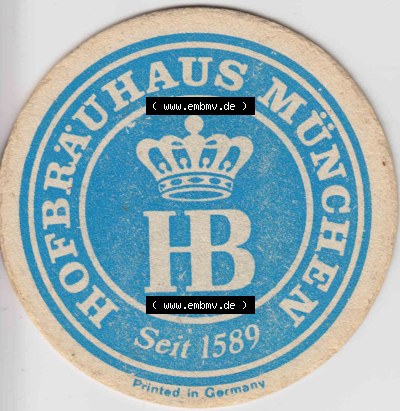 HOFBRÄUHAUS MÜNCHEN
( www.embmv.de )
HB
( www.embmv.de )
Seit 1589
Printed in Germany